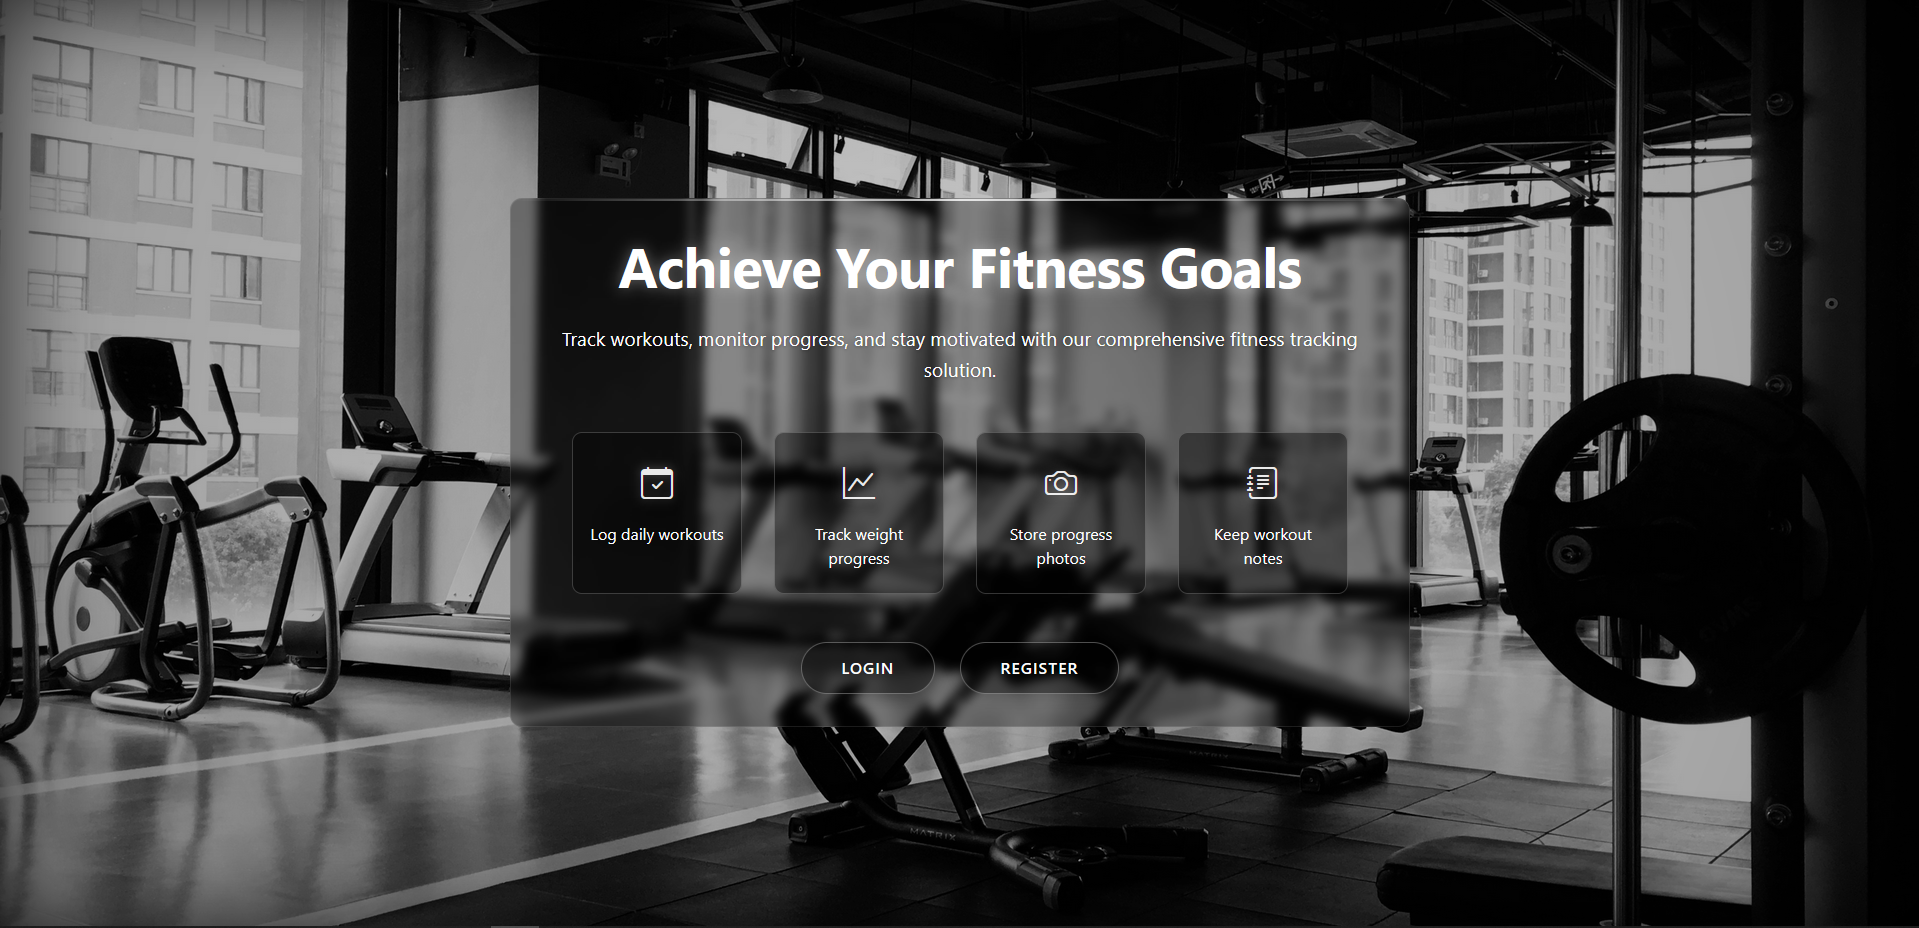 Achieve Your Fitness Goals
Track workouts, monitor progress, and stay motivated with our comprehensive fitness tracking
solution.
Log daily workouts
Track weight
progress
Store progress
photos
Keep workout
notes
LOGIN
REGISTER
MATRIX